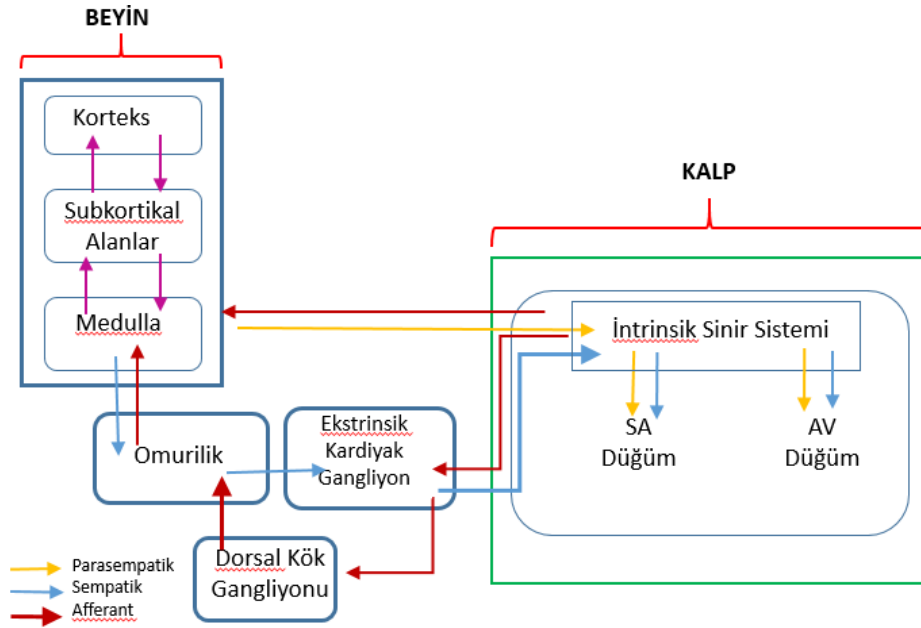 BEYİN
Korteks
Subkortikal
Alanlar
Medulla
KALP
İntrinsik Sinir Sistemi
SA
Düğüm
AV
Düğüm
Omurilik
Ekstrinsik
Kardiyak
Gangliyon
Dorsal Kök
Gangliyonu
Parasempatik
Sempatik
Afferant